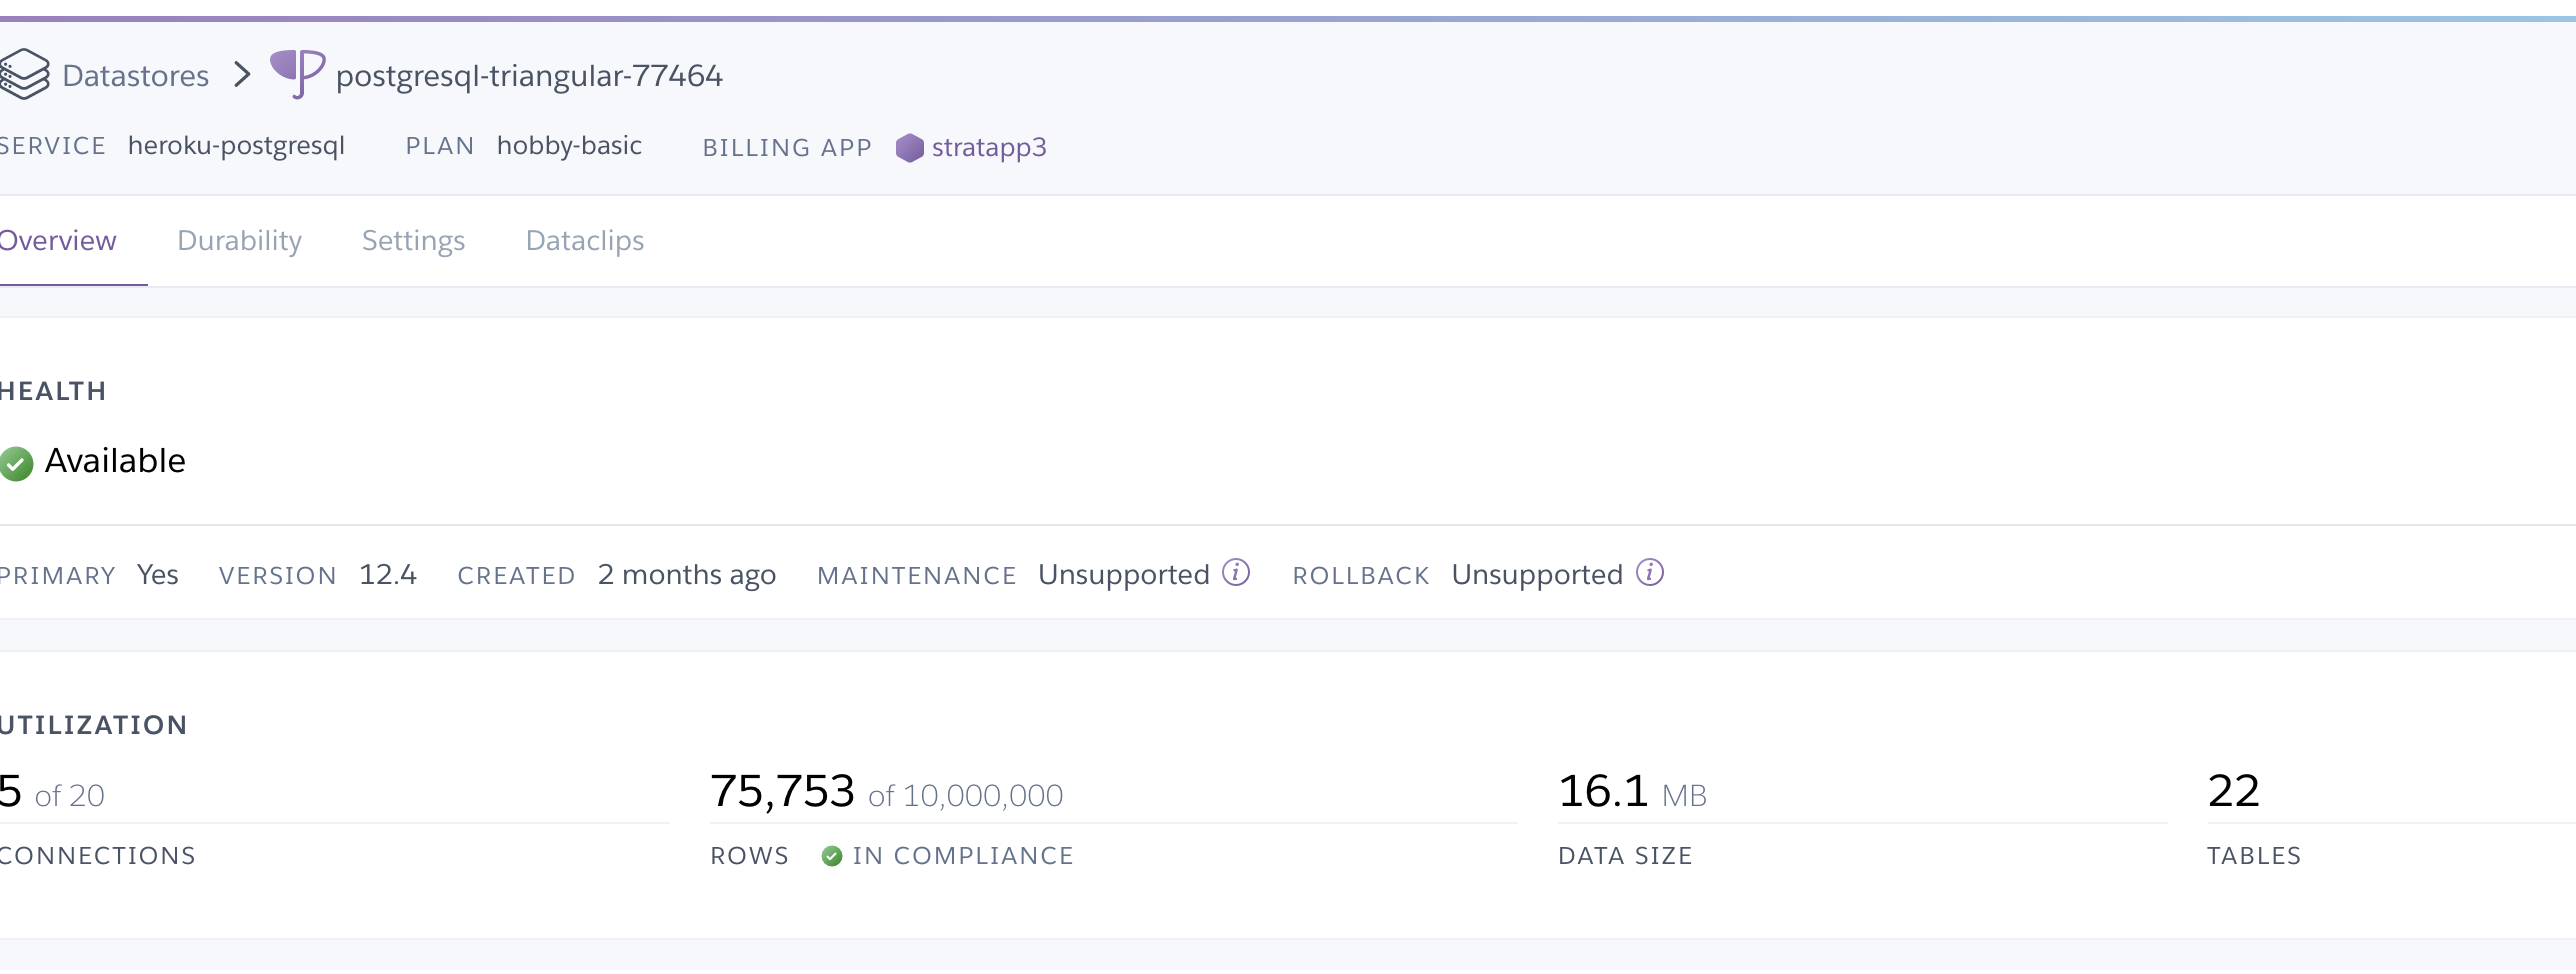 Datastores > postgresql-triangular-77464
SERVICE heroku-postgresql PLAN hobby-basic BILLING APP stratapp3
Overview Durability Settings Dataclips
HEALTH
Available
PRIMARY Yes VERSION 12.4 CREATED 2 months ago MAINTENANCE Unsupported ROLLBACK Unsupported
UTILIZATION
5 of 20 75,753 of 10,000,000 16.1 MB 22
CONNECTIONS ROWS IN COMPLIANCE DATA SIZE TABLES